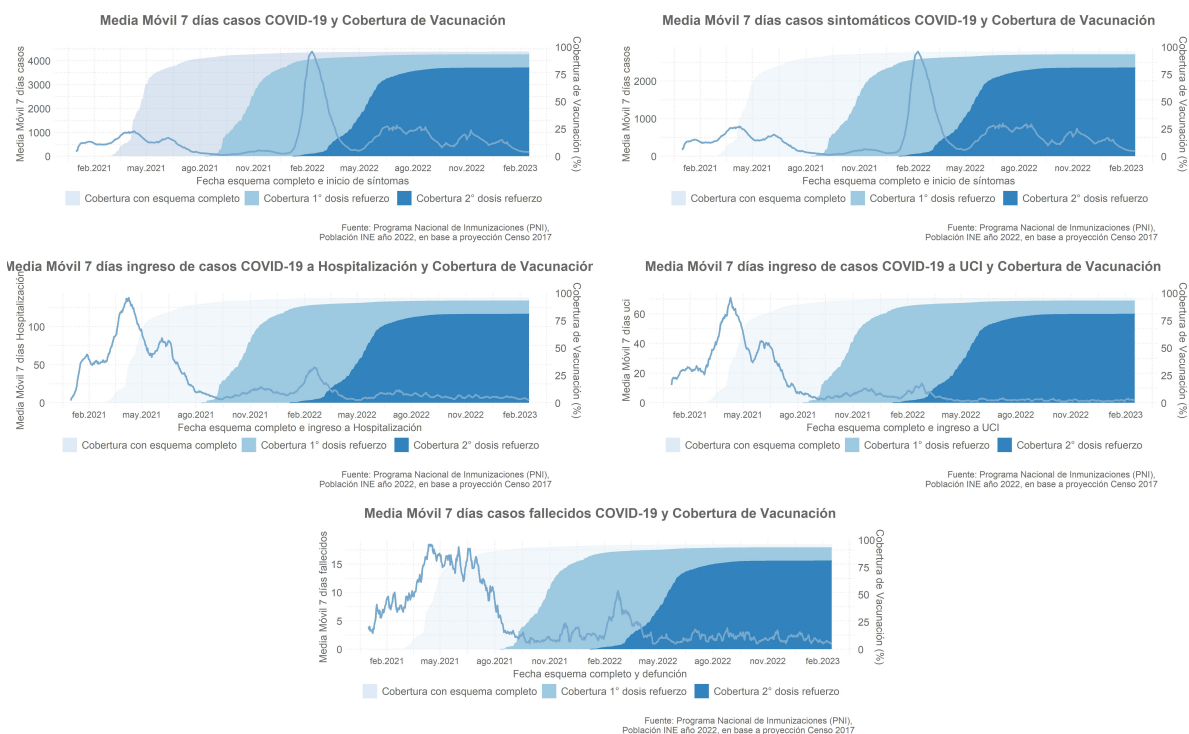 Media Móvil 7 días casos COVID-19 y Cobertura de Vacunación
Media Móvil 7 días casos
4000
3000
2000
1000
0
100
75
50
25
0
Cobertura de Vacunación (%)
feb.2021 may.2021 ago.2021 nov.2021 feb.2022 may.2022 ago.2022 nov.2022 feb.2023
Fecha esquema completo e inicio de síntomas
Cobertura con esquema completo Cobertura 1° dosis refuerzo Cobertura 2° dosis refuerzo
Fuente: Programa Nacional de Inmunizaciones (PNI),
Población INE año 2022, en base a proyección Censo 2017
Media Móvil 7 días casos sintomáticos COVID-19 y Cobertura de Vacunación
Media Móvil 7 días casos
2000
1000
0
100
75
50
25
0
Cobertura de Vacunación (%)
feb.2021 may.2021 ago.2021 nov.2021 feb.2022 may.2022 ago.2022 nov.2022 feb.2023
Fecha esquema completo e inicio de síntomas
Cobertura con esquema completo Cobertura 1° dosis refuerzo Cobertura 2° dosis refuerzo
Fuente: Programa Nacional de Inmunizaciones (PNI),
Población INE año 2022, en base a proyección Censo 2017
Media Móvil 7 días ingreso de casos COVID-19 a Hospitalización y Cobertura de Vacunación
Media Móvil 7 días Hospitalización
100
50
0
100
75
50
25
0
Cobertura de Vacunación (%)
feb.2021 may.2021 ago.2021 nov.2021 feb.2022 may.2022 ago.2022 nov.2022 feb.2023
Fecha esquema completo e ingreso a Hospitalización
Cobertura con esquema completo Cobertura 1° dosis refuerzo Cobertura 2° dosis refuerzo
Fuente: Programa Nacional de Inmunizaciones (PNI),
Población INE año 2022, en base a proyección Censo 2017
Media Móvil 7 días ingreso de casos COVID-19 a UCI y Cobertura de Vacunación
Media Móvil 7 días uci
60
40
20
0
100
75
50
25
0
Cobertura de Vacunación (%)
feb.2021 may.2021 ago.2021 nov.2021 feb.2022 may.2022 ago.2022 nov.2022 feb.2023
Fecha esquema completo e ingreso a UCI
Cobertura con esquema completo Cobertura 1° dosis refuerzo Cobertura 2° dosis refuerzo
Fuente: Programa Nacional de Inmunizaciones (PNI),
Población INE año 2022, en base a proyección Censo 2017
Media Móvil 7 días casos fallecidos COVID-19 y Cobertura de Vacunación
Media Móvil 7 días fallecidos
15
10
5
0
100
75
50
25
0
Cobertura de Vacunación (%)
feb.2021 may.2021 ago.2021 nov.2021 feb.2022 may.2022 ago.2022 nov.2022 feb.2023
Fecha esquema completo y defunción
Cobertura con esquema completo Cobertura 1° dosis refuerzo Cobertura 2° dosis refuerzo
Fuente: Programa Nacional de Inmunizaciones (PNI),
Población INE año 2022, en base a proyección Censo 2017